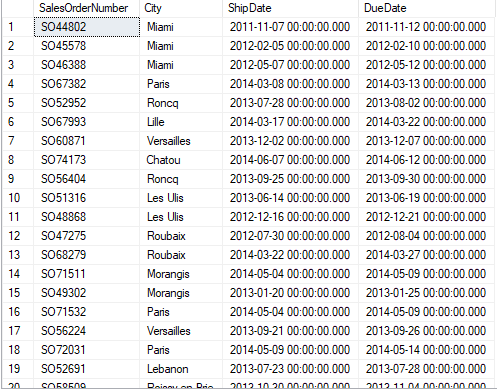 SalesOrderNumber City ShipDate DueDate
1 SO44802 Miami 2011-11-07 00:00:00.000 2011-11-12 00:00:00.000
2 SO45578 Miami 2012-02-05 00:00:00.000 2012-02-10 00:00:00.000
3 SO46388 Miami 2012-05-07 00:00:00.000 2012-05-12 00:00:00.000
4 SO67382 Paris 2014-03-08 00:00:00.000 2014-03-13 00:00:00.000
5 SO52952 Roncq 2013-07-28 00:00:00.000 2013-08-02 00:00:00.000
6 SO67993 Lille 2014-03-17 00:00:00.000 2014-03-22 00:00:00.000
7 SO60871 Versailles 2013-12-02 00:00:00.000 2013-12-07 00:00:00.000
8 SO74173 Chatou 2014-06-07 00:00:00.000 2014-06-12 00:00:00.000
9 SO56404 Roncq 2013-09-25 00:00:00.000 2013-09-30 00:00:00.000
10 SO51316 Les Ulis 2013-06-14 00:00:00.000 2013-06-19 00:00:00.000
11 SO48868 Les Ulis 2012-12-16 00:00:00.000 2012-12-21 00:00:00.000
12 SO47275 Roubaix 2012-07-30 00:00:00.000 2012-08-04 00:00:00.000
13 SO68279 Roubaix 2014-03-22 00:00:00.000 2014-03-27 00:00:00.000
14 SO71511 Morangis 2014-05-04 00:00:00.000 2014-05-09 00:00:00.000
15 SO49302 Morangis 2013-01-20 00:00:00.000 2013-01-25 00:00:00.000
16 SO71532 Paris 2014-05-04 00:00:00.000 2014-05-09 00:00:00.000
17 SO56224 Versailles 2013-09-21 00:00:00.000 2013-09-26 00:00:00.000
18 SO72031 Paris 2014-05-09 00:00:00.000 2014-05-14 00:00:00.000
19 SO52691 Lebanon 2013-07-23 00:00:00.000 2013-07-28 00:00:00.000
20 SO58509 2013-10-30 00:00:00.000 2013-11-04 00:00:00.000